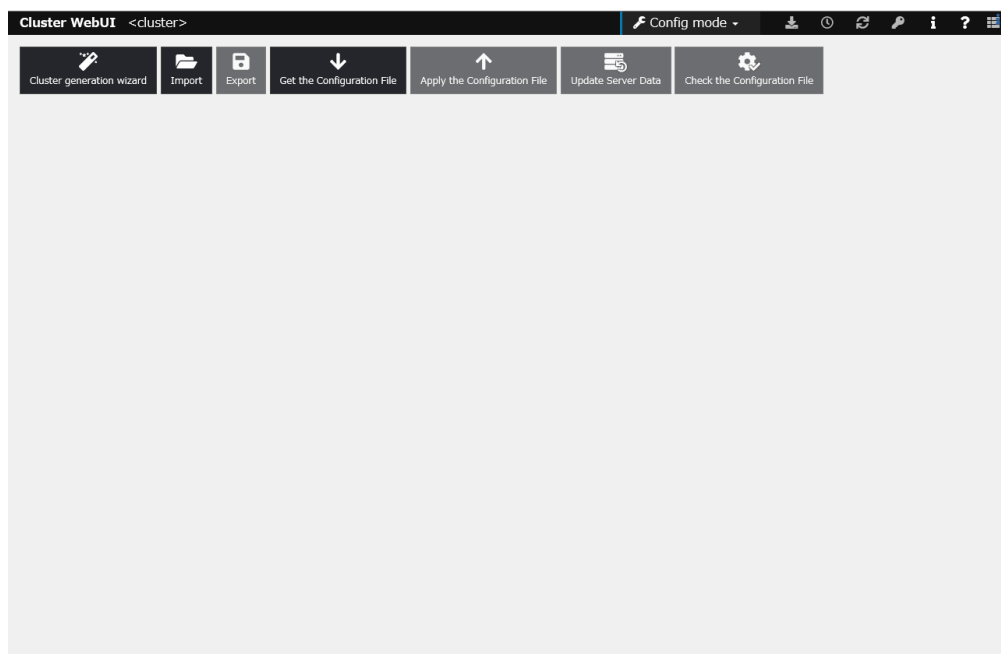 Cluster WebUI <cluster> Config mode i ?
Cluster generation wizard Import Export Get the Configuration File Apply the Configuration File Update Server Data Check the Configuration File